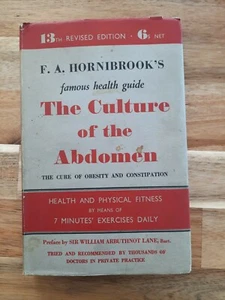 13TH REVISED EDITION · 6s NET
F. A. HORNIBROOK'S
famous health guide
The Culture
of the
Abdomen
THE CURE OF OBESITY AND CONSTIPATION
HEALTH AND PHYSICAL FITNESS
BY MEANS OF
7 MINUTES' EXERCISES DAILY
Preface by SIR WILLIAM ARBUTHNOT LANE, Bart.
TRIED AND RECOMMENDED BY THOUSANDS OF
DOCTORS IN PRIVATE PRACTICE